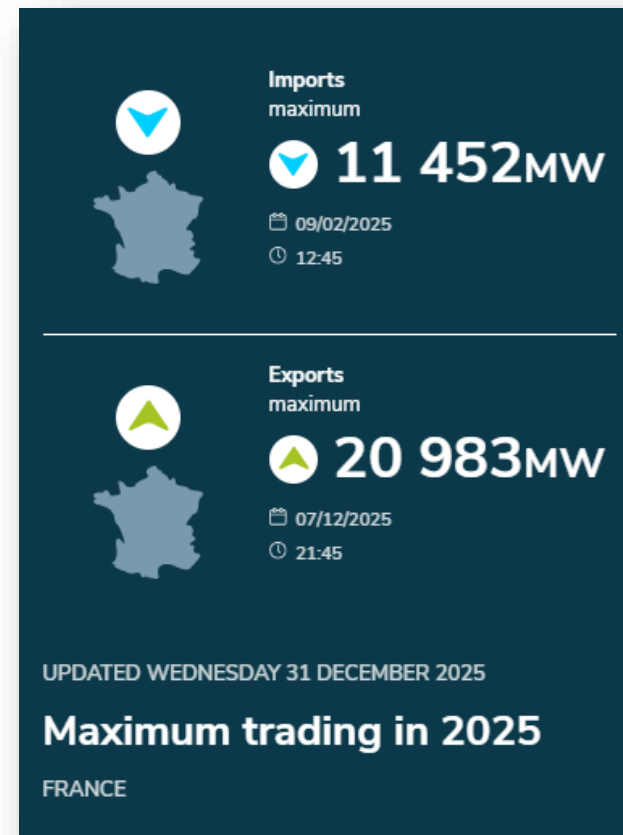 Imports
maximum
11 452MW
09/02/2025
12:45
Exports
maximum
20 983MW
07/12/2025
21:45
UPDATED WEDNESDAY 31 DECEMBER 2025
Maximum trading in 2025
FRANCE